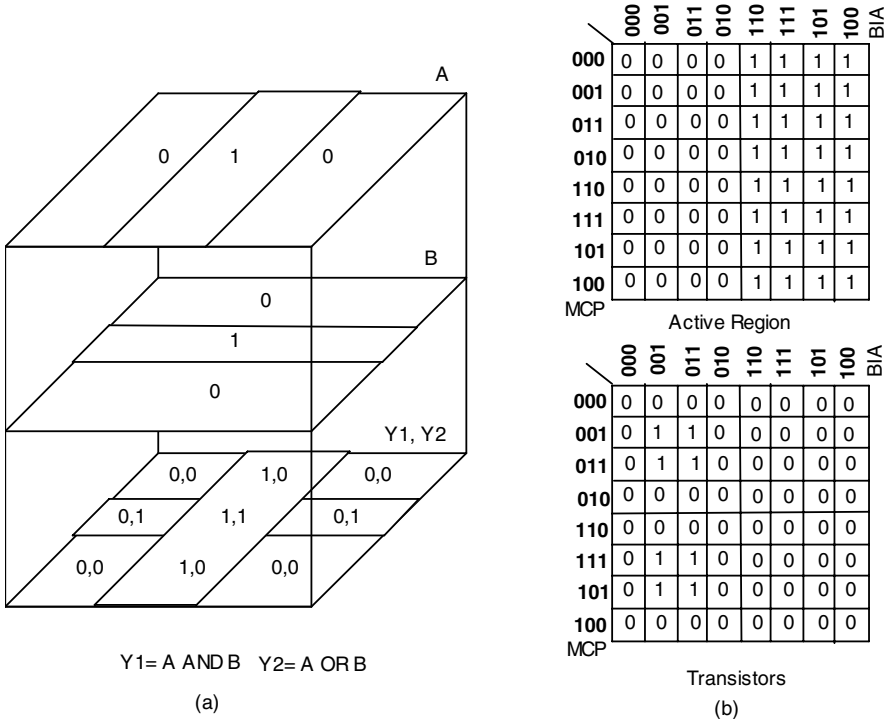 A
0 1 0
B
0
1
0
Y1, Y2
0,0 1,0 0,0
0,1 1,1 0,1
0,0 1,0 0,0
Y1= A AND B Y2= A OR B
(a)
000 001 011 010 110 111 101 100 BIA
000 0 0 0 0 1 1 1 1
001 0 0 0 0 1 1 1 1
011 0 0 0 0 1 1 1 1
010 0 0 0 0 1 1 1 1
110 0 0 0 0 1 1 1 1
111 0 0 0 0 1 1 1 1
101 0 0 0 0 1 1 1 1
100 0 0 0 0 1 1 1 1
MCP
Active Region
000 001 011 010 110 111 101 100 BIA
000 0 0 0 0 0 0 0 0
001 0 1 1 0 0 0 0 0
011 0 1 1 0 0 0 0 0
010 0 0 0 0 0 0 0 0
110 0 0 0 0 0 0 0 0
111 0 1 1 0 0 0 0 0
101 0 1 1 0 0 0 0 0
100 0 0 0 0 0 0 0 0
MCP
Transistors
(b)